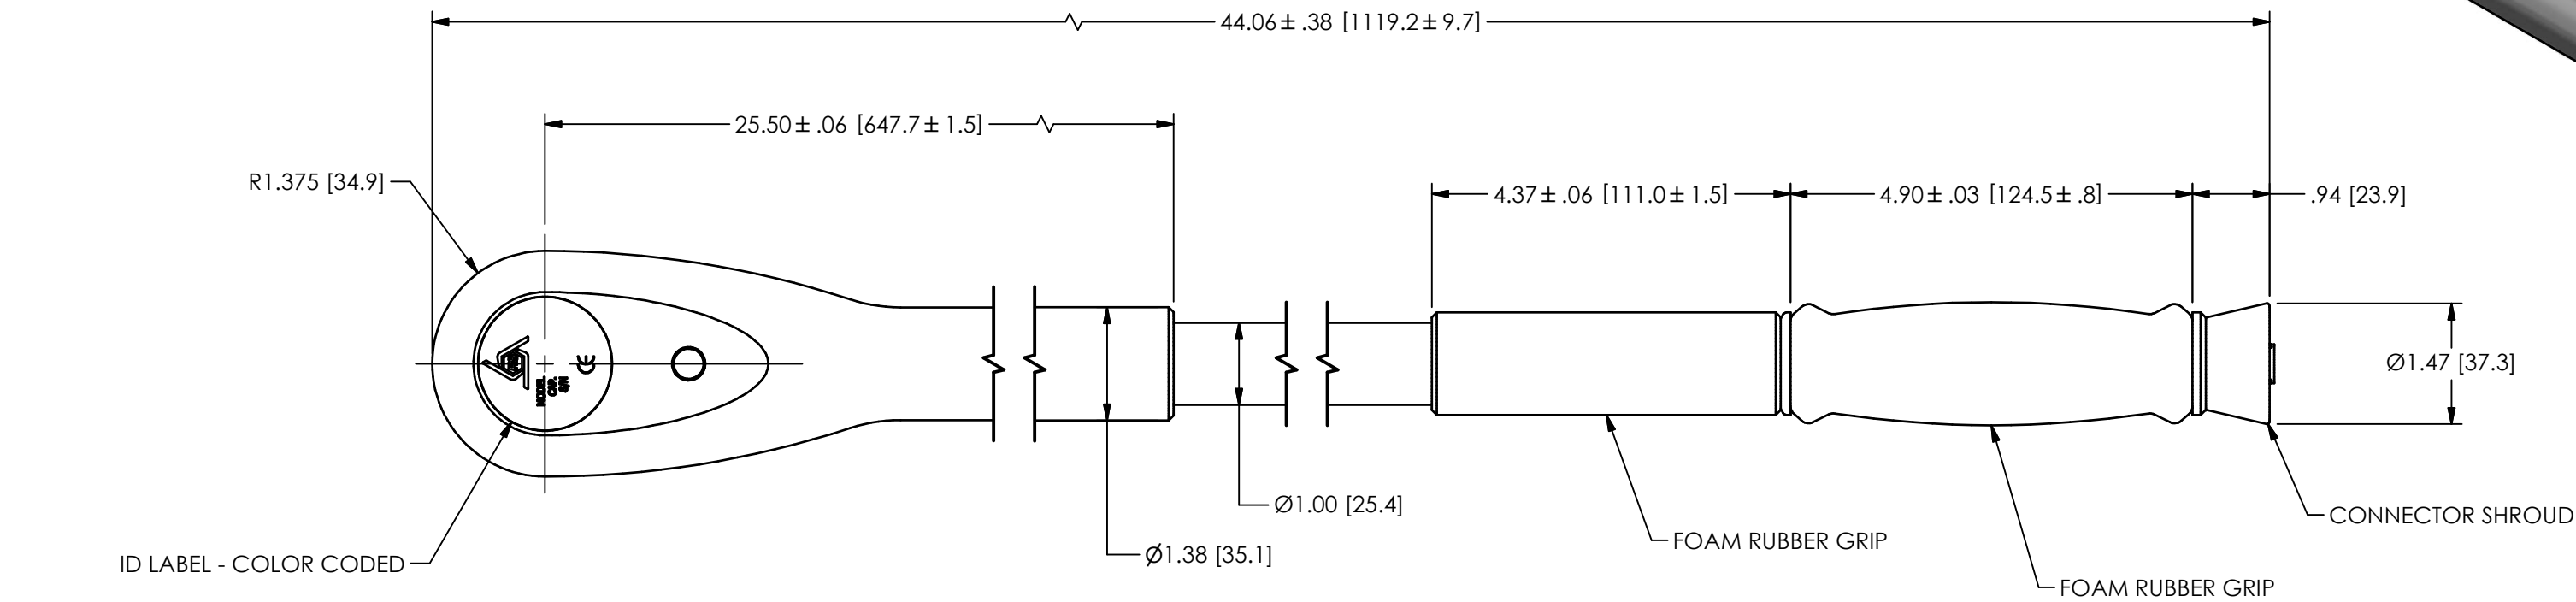 44.06± .38 [1119.2± 9.7]
25.50± .06 [647.7± 1.5]
R1.375 [34.9]
4.37± .06 [111.0± 1.5]
4.90± .03 [124.5± .8]
.94 [23.9]
MODEL
CAP.
S/N
CE
Ø1.47 [37.3]
Ø1.00 [25.4]
CONNECTOR SHROUD
FOAM RUBBER GRIP
Ø1.38 [35.1]
ID LABEL - COLOR CODED
FOAM RUBBER GRIP